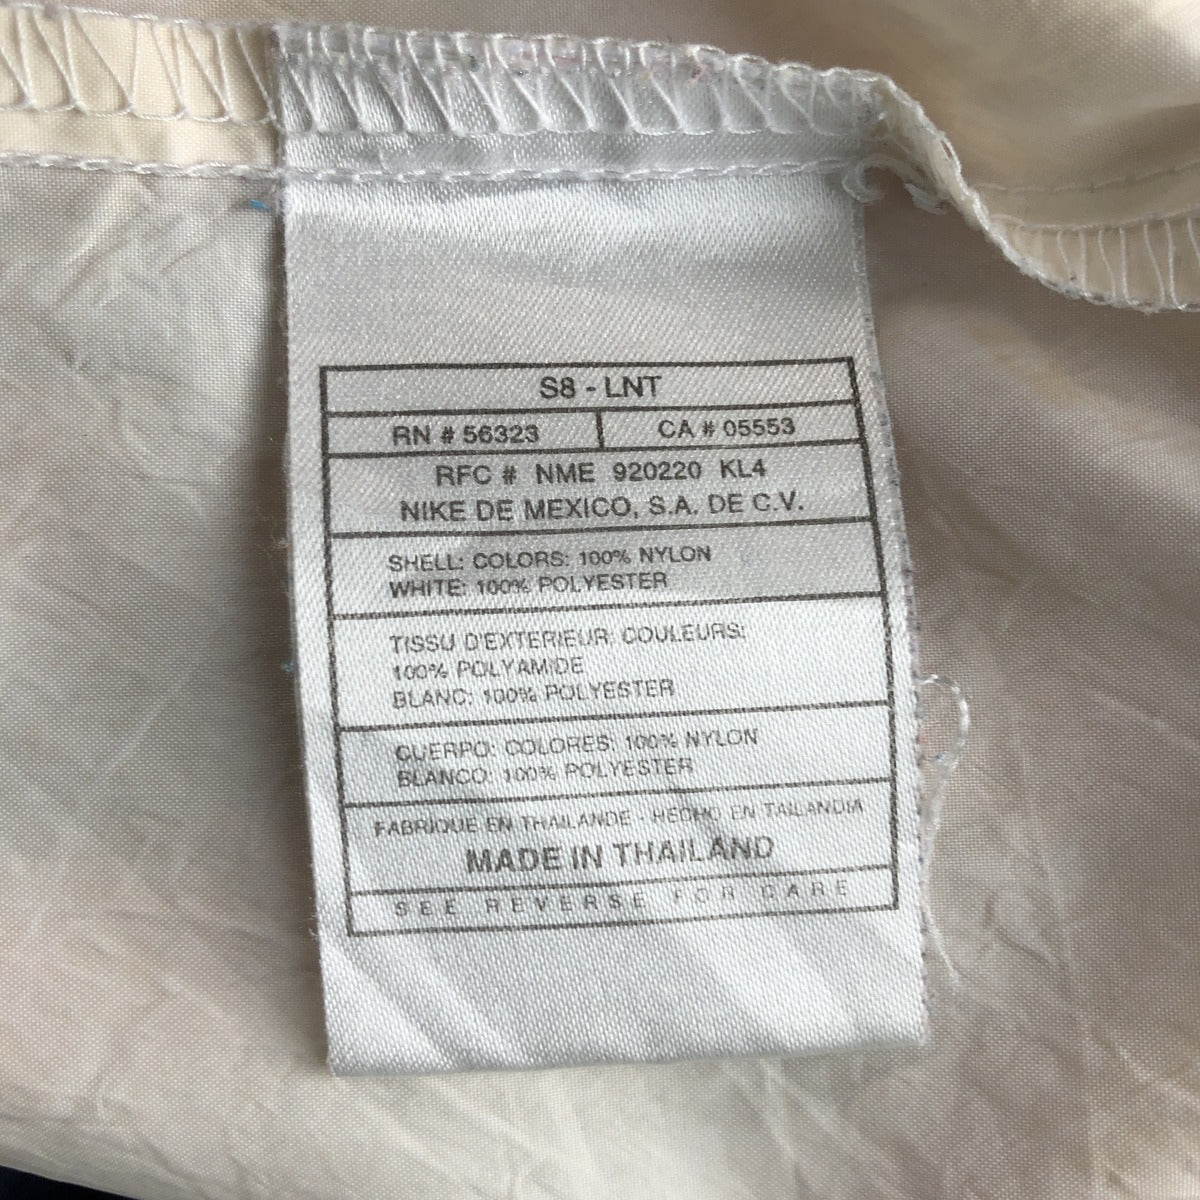 S8 - LNT
RN # 56323 CA # 05553
RFC # NME 920220 KL4
NIKE DE MEXICO, S.A. DE C.V.
SHELL: COLORS: 100% NYLON
WHITE: 100% POLYESTER
TISSU D'EXTERIEUR: COULEURS:
100% POLYAMIDE
BLANC: 100% POLYESTER
CUERPO: COLORES: 100% NYLON
BLANCO: 100% POLYESTER
FABRIQUE EN THAILANDE - HECHO EN TAILANDIA
MADE IN THAILAND
SEE REVERSE FOR CARE